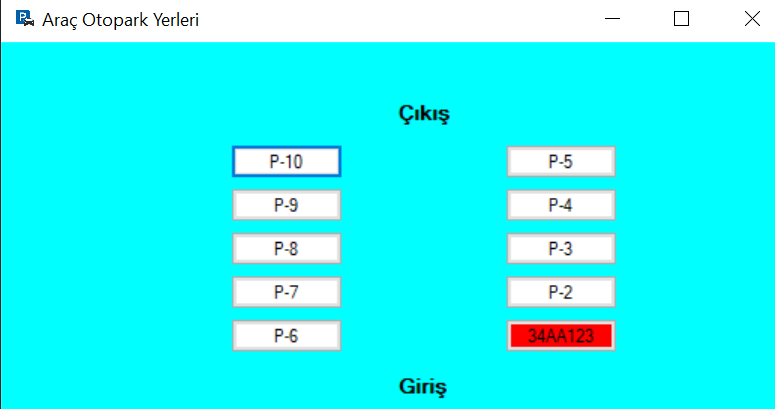 Araç Otopark Yerleri
Çıkış
P-10 P-5
P-9 P-4
P-8 P-3
P-7 P-2
P-6 34AA123
Giriş